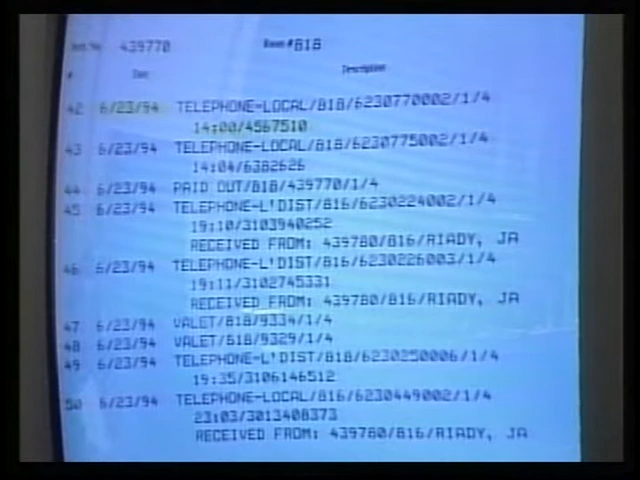 439770 Room #818
# Date Description
42 6/23/94 TELEPHONE-LOCAL/818/6230770002/1/4
14:00/4567510
43 6/23/94 TELEPHONE-LOCAL/818/6230775002/1/4
14:04/6382626
44 6/23/94 PAID OUT/818/439770/1/4
45 6/23/94 TELEPHONE-L'DIST/816/6230224002/1/4
19:10/3103940252
RECEIVED FROM: 439780/816/RIADY, JA
46 6/23/94 TELEPHONE-L'DIST/816/6230226003/1/4
19:11/3102745331
RECEIVED FROM: 439780/816/RIADY, JA
47 6/23/94 VALET/818/9334/1/4
48 6/23/94 VALET/818/9329/1/4
49 6/23/94 TELEPHONE-L'DIST/818/6230250006/1/4
19:35/3106146512
50 6/23/94 TELEPHONE-LOCAL/816/6230449002/1/4
23:03/3013408373
RECEIVED FROM: 439780/816/RIADY, JA